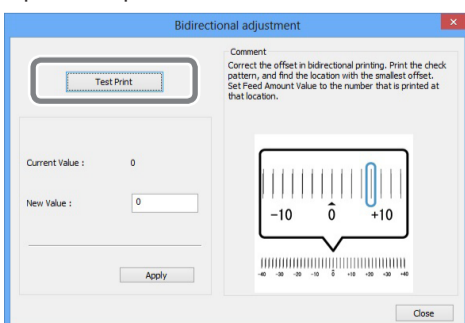 Bidirectional adjustment
Test Print
Current Value : 0
New Value : 0
Apply
Comment
Correct the offset in bidirectional printing. Print the check
pattern, and find the location with the smallest offset.
Set Feed Amount Value to the number that is printed at
that location.
-10 0 +10
-40 -30 -20 -10 0 +10 +20 +30 +40
Close